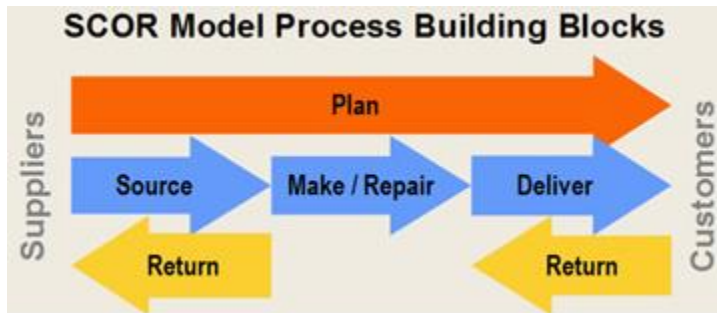 SCOR Model Process Building Blocks
Suppliers
Plan
Customers
Source
Make / Repair
Deliver
Return
Return